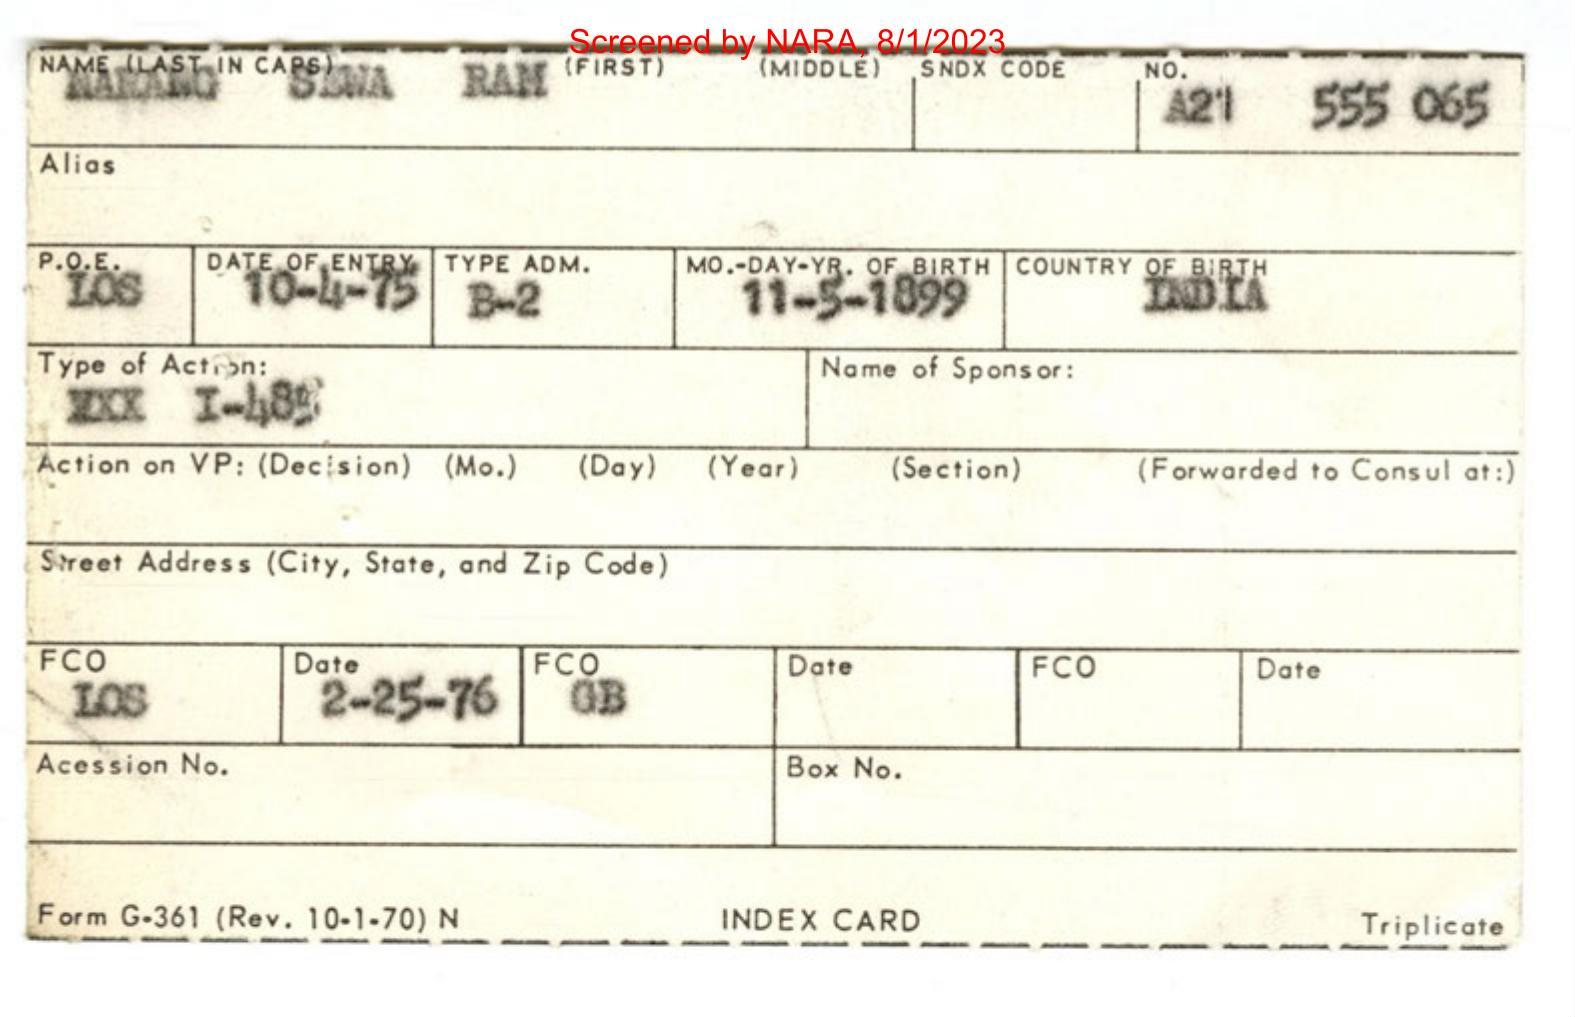 Screened by NARA, 8/1/2023
NAME (LAST IN CAPS) (FIRST) (MIDDLE) SNDX CODE NO.
NARANG SEWA RAM A21 555 065
Alias
P.O.E. DATE OF ENTRY TYPE ADM. MO.-DAY-YR. OF BIRTH COUNTRY OF BIRTH
LOS 10-4-75 B-2 11-5-1899 INDIA
Type of Action: Name of Sponsor:
XXX I-485
Action on VP: (Decision) (Mo.) (Day) (Year) (Section) (Forwarded to Consul at:)
Street Address (City, State, and Zip Code)
FCO Date FCO Date FCO Date
LOS 2-25-76 GB
Acession No. Box No.
Form G-361 (Rev. 10-1-70) N INDEX CARD Triplicate